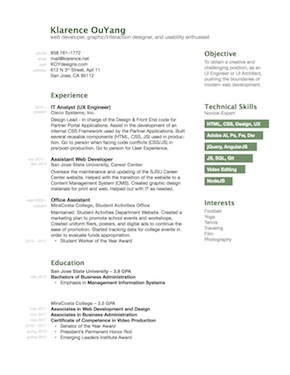 Klarence OuYang
web developer, graphic/interaction designer, and usability enthusiast
phone 858 761-1772
email mail@klarence.net
web KOYdesigns.com
address 612 N 3rd Street, Apt 11
San Jose, CA 95112
Objective
To obtain a creative and
challenging position, as an
UI Engineer or UI Architect,
pushing the boundaries of
modern web development.
Experience
IT Analyst (UX Engineer)
Cisco Systems, Inc.
Design Lead - in charge of the Design & Front End code for
Partner Portal Applications. Assist in the development of an
internal CSS Framework used by the Partner Applications. Built
several reusable components (HTML, CSS, JS) used in produc-
tion. Go to person when facing code conflicts (CSS/JS) in
pre/post-production. Go to person for User Experience.
Technical Skills
Novice-Expert
HTML, CSS, Design, UX
Adobe Ai, Ps, Fw, Dw
jQuery, AngularJS
JS, SQL, Git
Video Editing
NodeJS
Assistant Web Developer
San Jose State University, Career Center
Oversaw the maintenance and updating of the SJSU Career
Center website. Helped with the transition of the website to a
Content Management System (CMS). Created graphic design
materials for print and web. Helped out with IT as needed.
Office Assistant
MiraCosta College, Student Activities Office
Maintained Student Activities Department Website. Created a
marketing plan to promote school events and workshops.
Created outline flyers, posters, and digital ads to continue the
ease of promotion. Started tracking data for college events in
order to evaluate funds appropriation.
• Student Worker of the Year Award
Interests
Football
Yoga
Tennis
Traveling
Film
Photography
Education
San Jose State University - 3.9 GPA
Bachelors of Business Administration
• Emphasis in Management Information Systems
MiraCosta College - 3.5 GPA
Associates in Web Development and Design
Associates in Business Administration
Certificate of Competence in Video Production
• Senator of the Year Award
• President's Honor Roll
• Emerging Leaders Institute Award